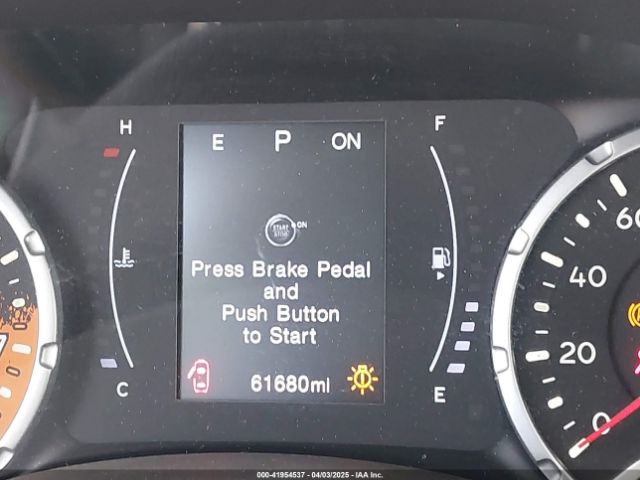 H
E P ON
F
START
STOP
ON
Press Brake Pedal
and
Push Button
to Start
61680mi
C
E
60
40
20
0
000-41954537 - 04/03/2025 - IAA Inc.